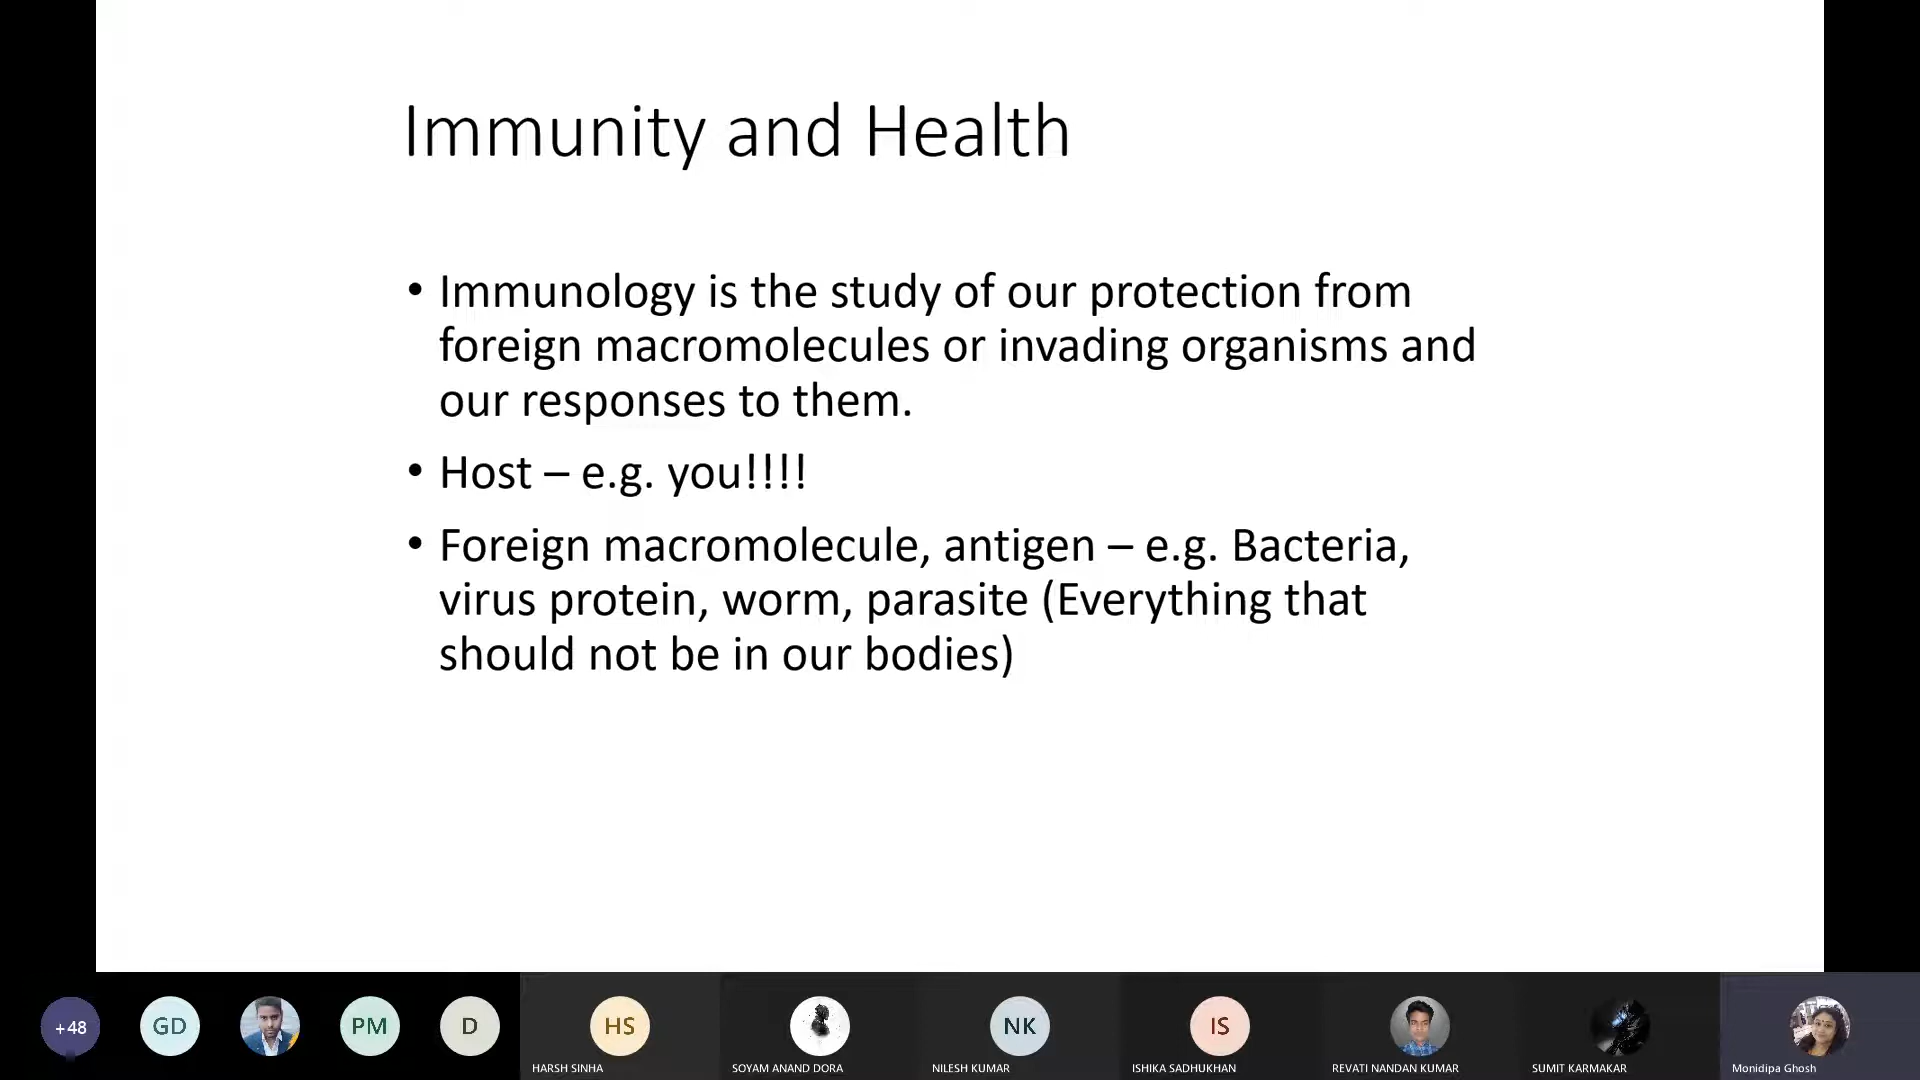 Immunity and Health
• Immunology is the study of our protection from
foreign macromolecules or invading organisms and
our responses to them.
• Host – e.g. you!!!!
• Foreign macromolecule, antigen – e.g. Bacteria,
virus protein, worm, parasite (Everything that
should not be in our bodies)
+48
GD
PM
D
HS
NK
IS
HARSH SINHA
SOYAM ANAND DORA
NILESH KUMAR
ISHIKA SADHUKHAN
REVATI NANDAN KUMAR
SUMIT KARMAKAR
Monidipa Ghosh